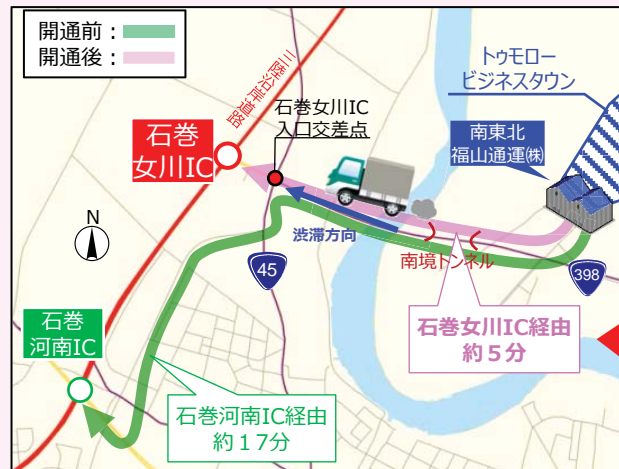 開通前：
開通後：
三陸沿岸道路
トゥモロー
ビジネスタウン
石巻女川IC
入口交差点
石巻
女川IC
南東北
福山通運㈱
N
渋滞方向
南境トンネル
45
398
石巻
河南IC
石巻女川IC経由
約５分
石巻河南IC経由
約１7分